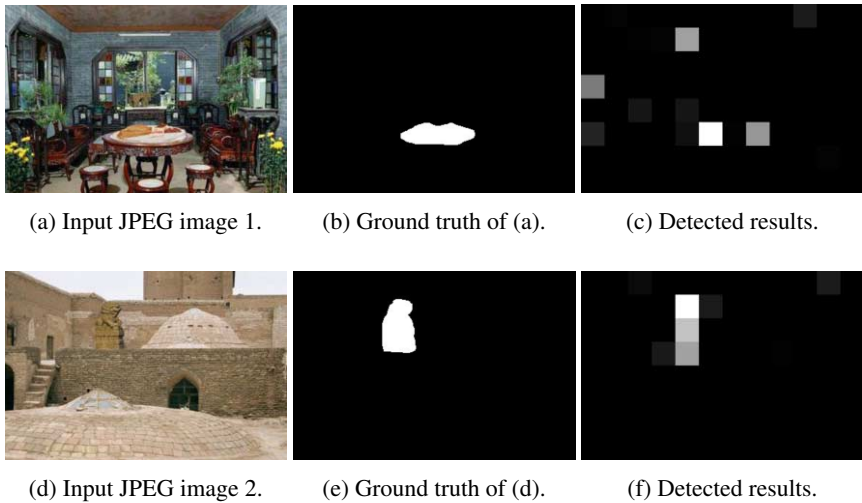 (a) Input JPEG image 1. (b) Ground truth of (a). (c) Detected results.
(d) Input JPEG image 2. (e) Ground truth of (d). (f) Detected results.